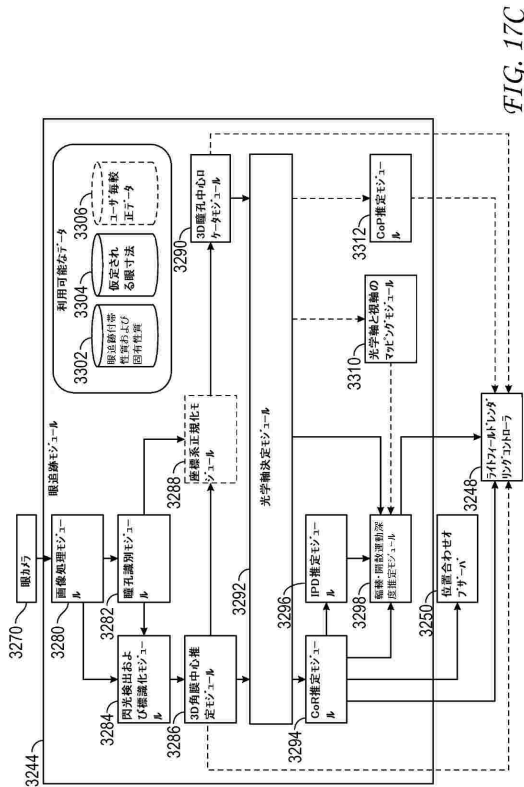 FIG. 17C
3244
眼追跡モジュール
3270
眼カメラ
3280
画像処理モジュー
ル
3282
瞳孔識別モジュー
ル
3284
閃光検出およ
び標識化モジュー
ル
3286
3D角膜中心推
定モジュール
3288
座標系正規化モ
ジュール
3290
3D瞳孔中心ロ
ケータモジュール
利用可能なデータ
3302
眼追跡付帯
性質および
固有性質
3304
仮定され
る眼寸法
3306
ユーザ毎較
正データ
3292
光学軸決定モジュール
3294
CoR推定モジュー
ル
3296
IPD推定モジュー
ル
3298
輻輳・開散運動深
度推定モジュール
3310
光学軸と視軸の
マッピングモジュール
3312
CoP推定モジュー
ル
3250
位置合わせオ
ブザーバ
3248
ライトフィールドレンダ
リングコントローラ